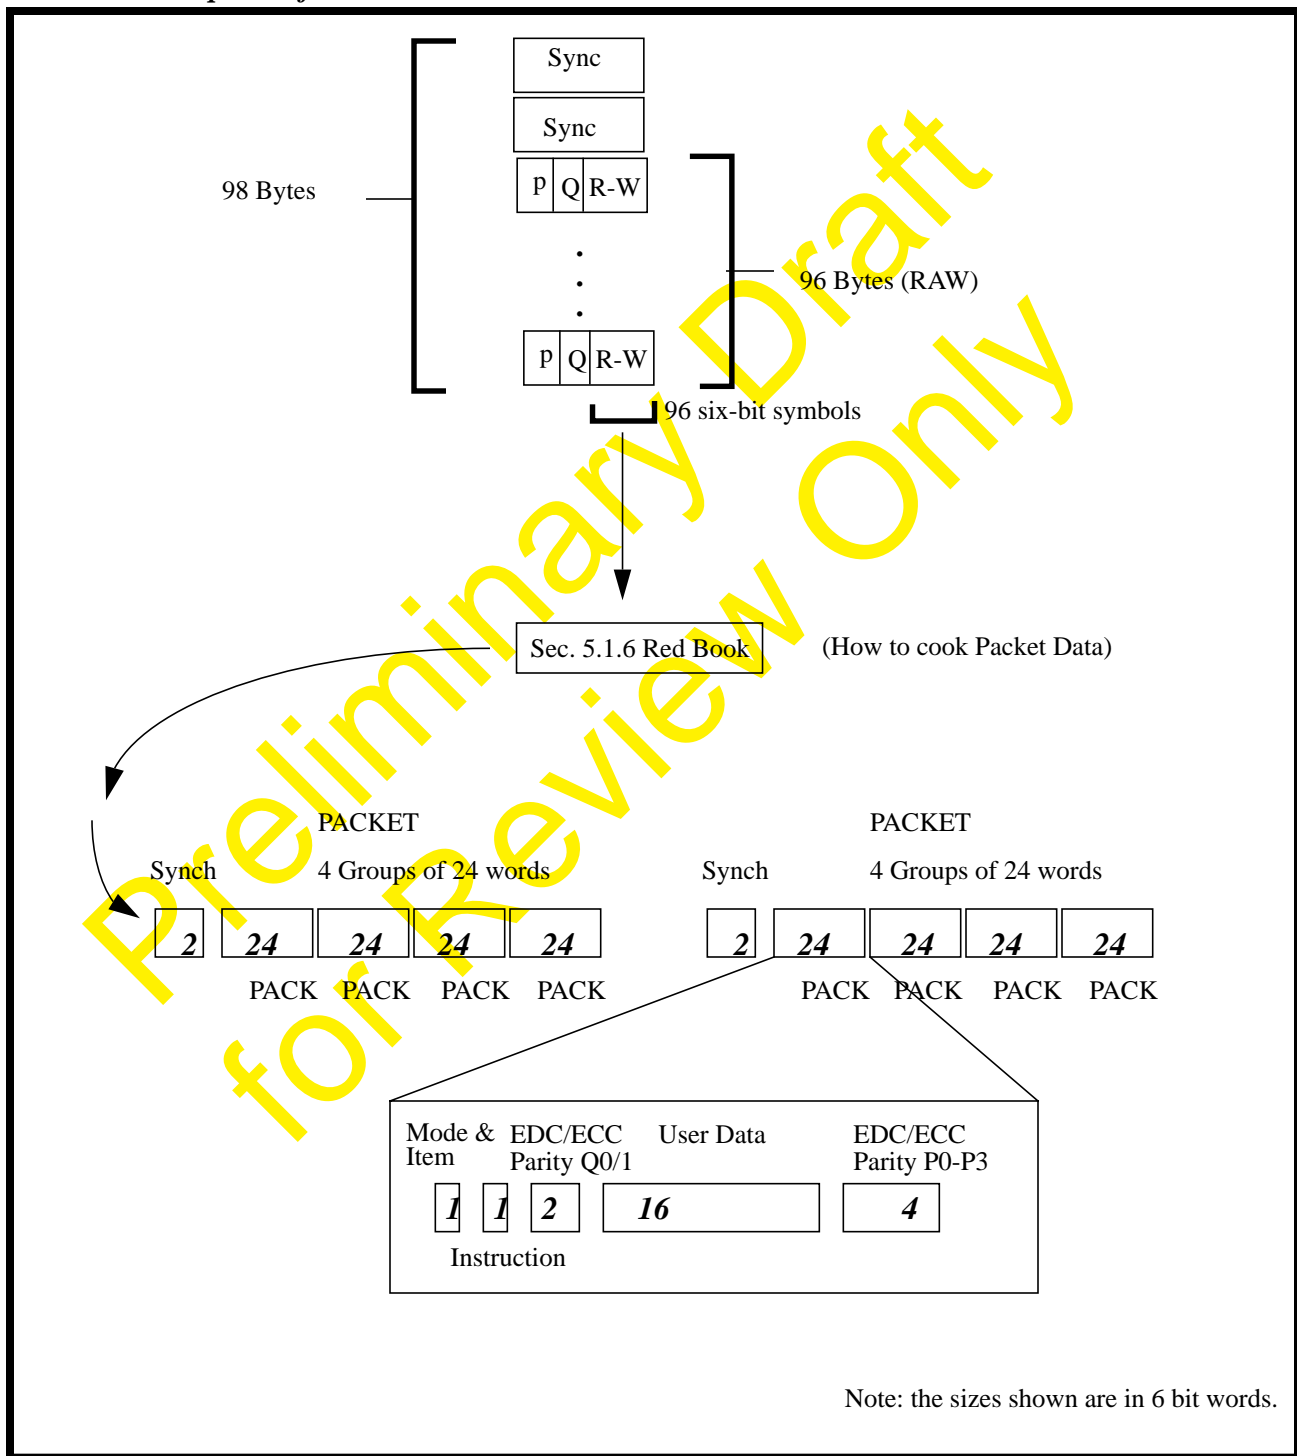 Sync
Sync
p Q R-W
98 Bytes
96 Bytes (RAW)
p Q R-W
96 six-bit symbols
Sec. 5.1.6 Red Book
(How to cook Packet Data)
PACKET PACKET
Synch 4 Groups of 24 words Synch 4 Groups of 24 words
2 24 24 24 24 2 24 24 24 24
PACK PACK PACK PACK PACK PACK PACK PACK
Mode & EDC/ECC User Data EDC/ECC
Item Parity Q0/1 Parity P0-P3
1 1 2 16 4
Instruction
Note: the sizes shown are in 6 bit words.
Preliminary Draft
for Review Only